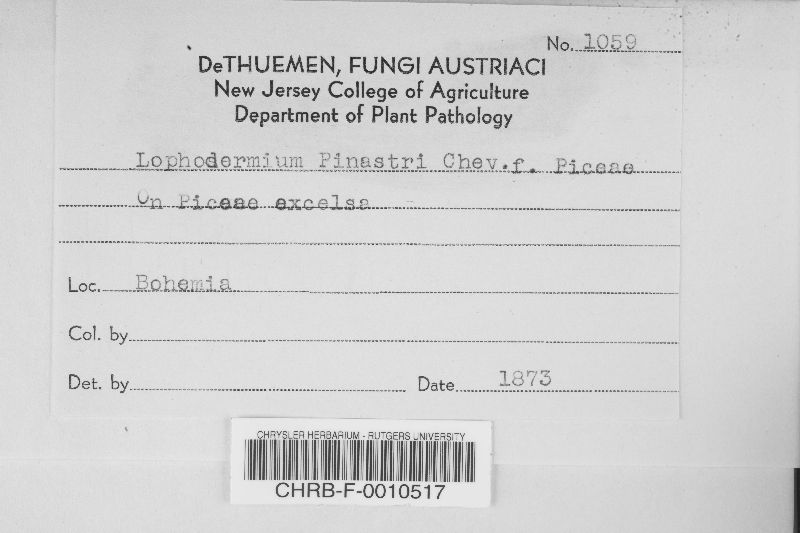 No. 1059
DeTHUEMEN, FUNGI AUSTRIACI
New Jersey College of Agriculture
Department of Plant Pathology
Lophodermium Pinastri Chev.f. Piceae
On Piceae excelsa
Loc. Bohemia
Col. by
Det. by
Date 1873
CHRYSLER HERBARIUM - RUTGERS UNIVERSITY
CHRB-F-0010517